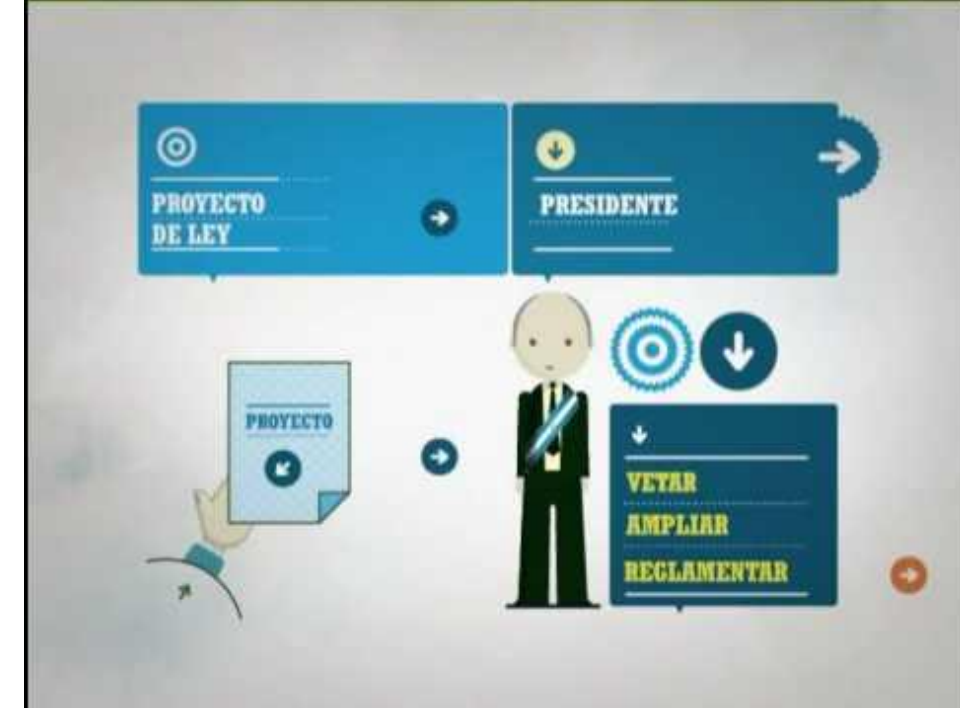 PROYECTO
DE LEY
PRESIDENTE
PROYECTO
VETAR
AMPLIAR
REGLAMENTAR